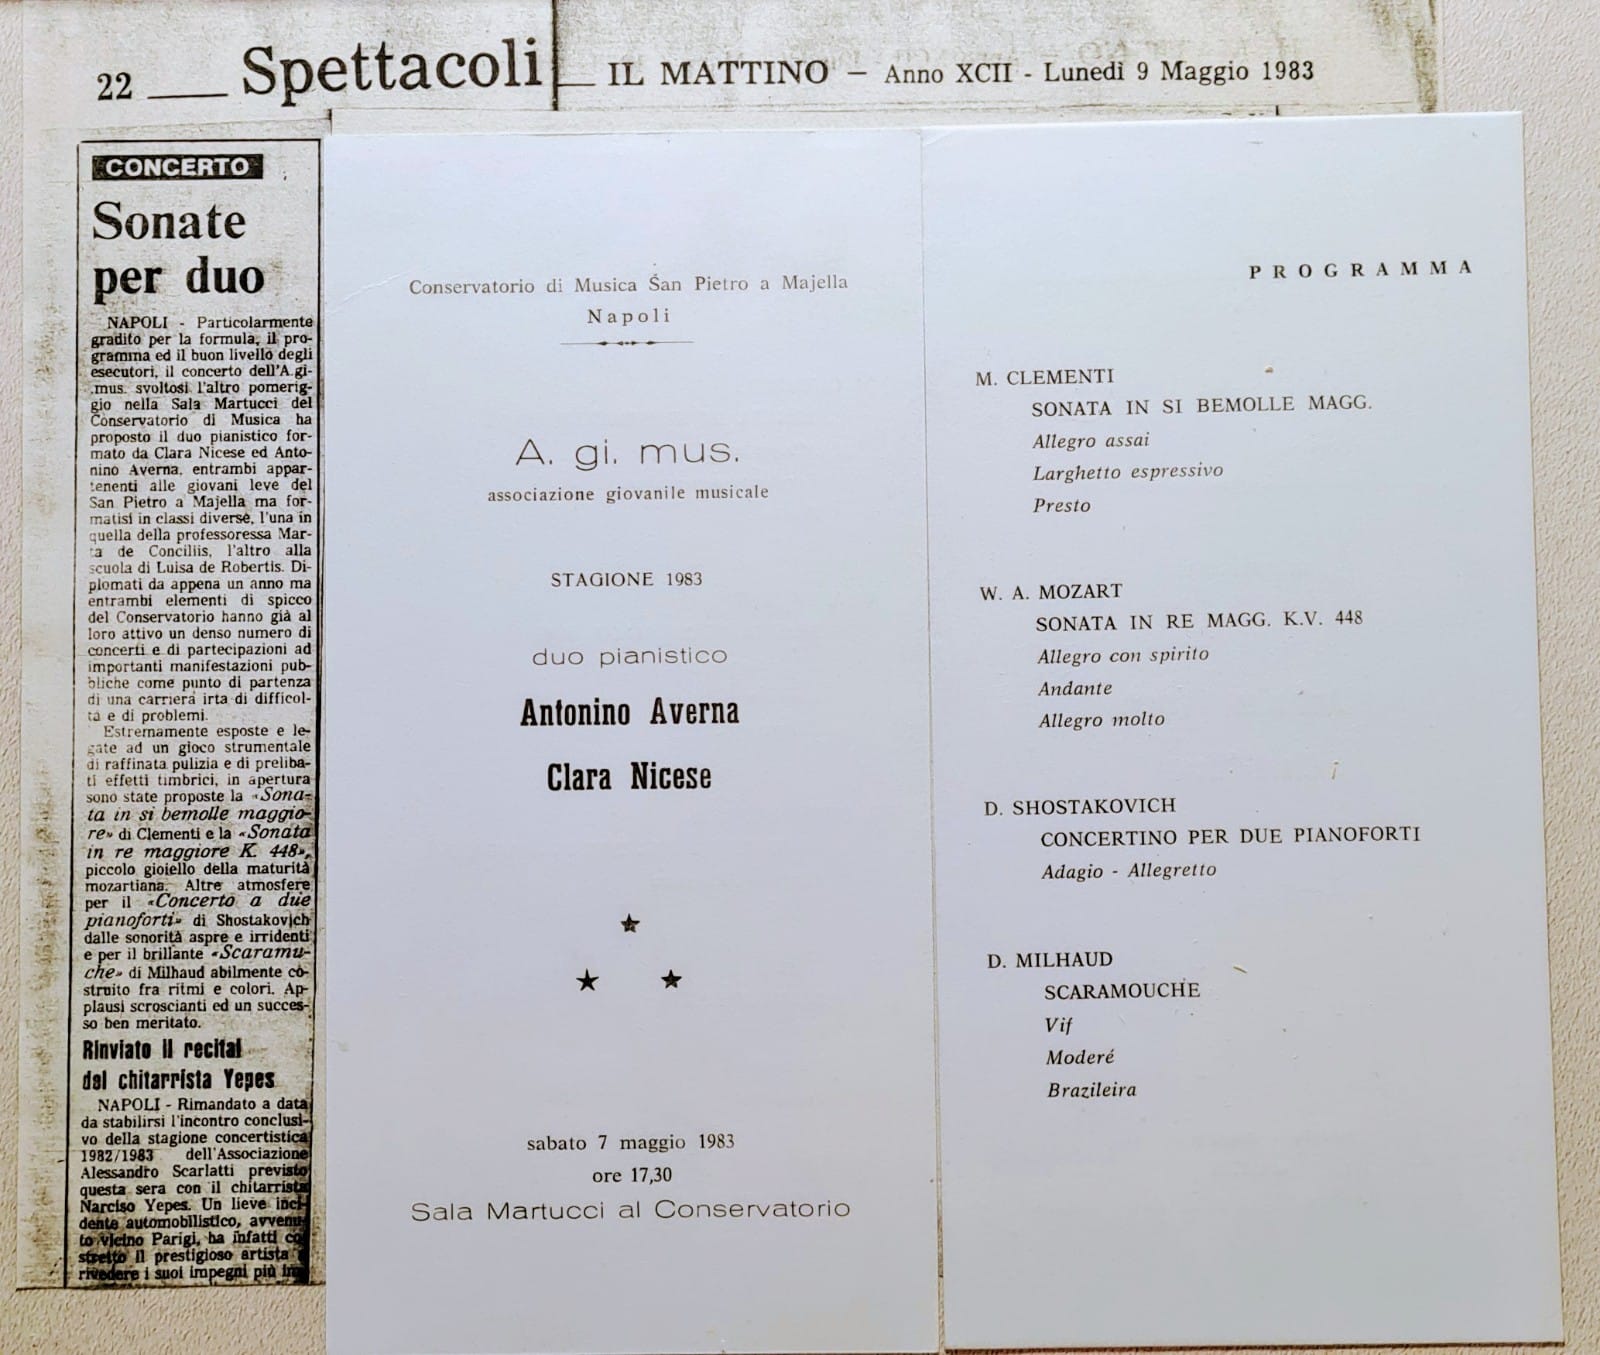 22 Spettacoli IL MATTINO - Anno XCII - Lunedì 9 Maggio 1983
CONCERTO
Sonate
per duo
NAPOLI - Particolarmente
gradito per la formula, il pro-
gramma ed il buon livello degli
esecutori, il concerto dell'A.gi-
.mus. svoltosi l'altro pomerig-
gio nella Sala Martucci del
Conservatorio di Musica ha
proposto il duo pianistico for-
mato da Clara Nicese ed Anto-
nino Averna, entrambi appar-
tenenti alle giovani leve del
San Pietro a Majella ma for-
matisi in classi diverse, l'una in
quella della professoressa Mar-
ta de Conciliis, l'altro alla
scuola di Luisa de Robertis. Di-
plomati da appena un anno ma
entrambi elementi di spicco
del Conservatorio hanno già al
loro attivo un denso numero di
concerti e di partecipazioni ad
importanti manifestazioni pub-
bliche come punto di partenza
di una carriera irta di difficol-
tà e di problemi.
Estremamente esposte e le-
gate ad un gioco strumentale
di raffinata pulizia e di preliba-
ti effetti timbrici, in apertura
sono state proposte la «Sona-
ta in si bemolle maggio-
re» di Clementi e la «Sonata
in re maggiore K. 448»,
piccolo gioiello della maturità
mozartiana. Altre atmosfere
per il «Concerto a due
pianoforti» di Shostakovich
dalle sonorità aspre e irridenti
e per il brillante «Scaramu-
che» di Milhaud abilmente co-
struito fra ritmi e colori. Ap-
plausi scroscianti ed un succes-
so ben meritato.
Rinviato il recital
del chitarrista Yepes
NAPOLI - Rimandato a data
da stabilirsi l'incontro conclusi-
vo della stagione concertistica
1982/1983 dell'Associazione
Alessandro Scarlatti previsto
questa sera con il chitarrista
Narciso Yepes. Un lieve inci-
dente automobilistico, avvenu-
to vicino Parigi, ha infatti co-
stretto il prestigioso artista a
rivedere i suoi impegni più
Conservatorio di Musica San Pietro a Majella
Napoli
A. gi. mus.
associazione giovanile musicale
STAGIONE 1983
duo pianistico
Antonino Averna
Clara Nicese
sabato 7 maggio 1983
ore 17,30
Sala Martucci al Conservatorio
PROGRAMMA
M. CLEMENTI
SONATA IN SI BEMOLLE MAGG.
Allegro assai
Larghetto espressivo
Presto
W. A. MOZART
SONATA IN RE MAGG. K.V. 448
Allegro con spirito
Andante
Allegro molto
D. SHOSTAKOVICH
CONCERTINO PER DUE PIANOFORTI
Adagio - Allegretto
D. MILHAUD
SCARAMOUCHE
Vif
Moderé
Brazileira